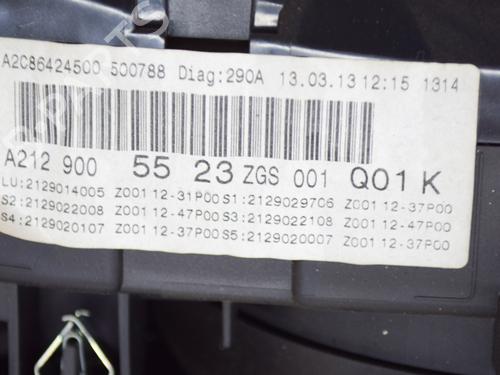 A2C86424500 500788 Diag:290A 13.03.13 12:15 1314
A212 900 55 23 ZGS 001 Q01 K
LU:2129014005 Z001 12-31P00 S1:2129029706 Z001 12-37P00
S2:2129022008 Z001 12-47P00 S3:2129022108 Z001 12-47P00
S4:2129020107 Z001 12-37P00 S5:2129020007 Z001 12-37P00